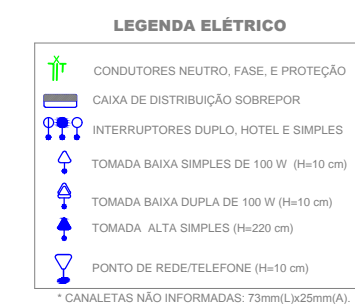 LEGENDA ELÉTRICO
CONDUTORES NEUTRO, FASE, E PROTEÇÃO
CAIXA DE DISTRIBUIÇÃO SOBREPOR
INTERRUPTORES DUPLO, HOTEL E SIMPLES
TOMADA BAIXA SIMPLES DE 100 W (H=10 cm)
TOMADA BAIXA DUPLA DE 100 W (H=10 cm)
TOMADA ALTA SIMPLES (H=220 cm)
PONTO DE REDE/TELEFONE (H=10 cm)
* CANALETAS NÃO INFORMADAS: 73mm(L)x25mm(A).